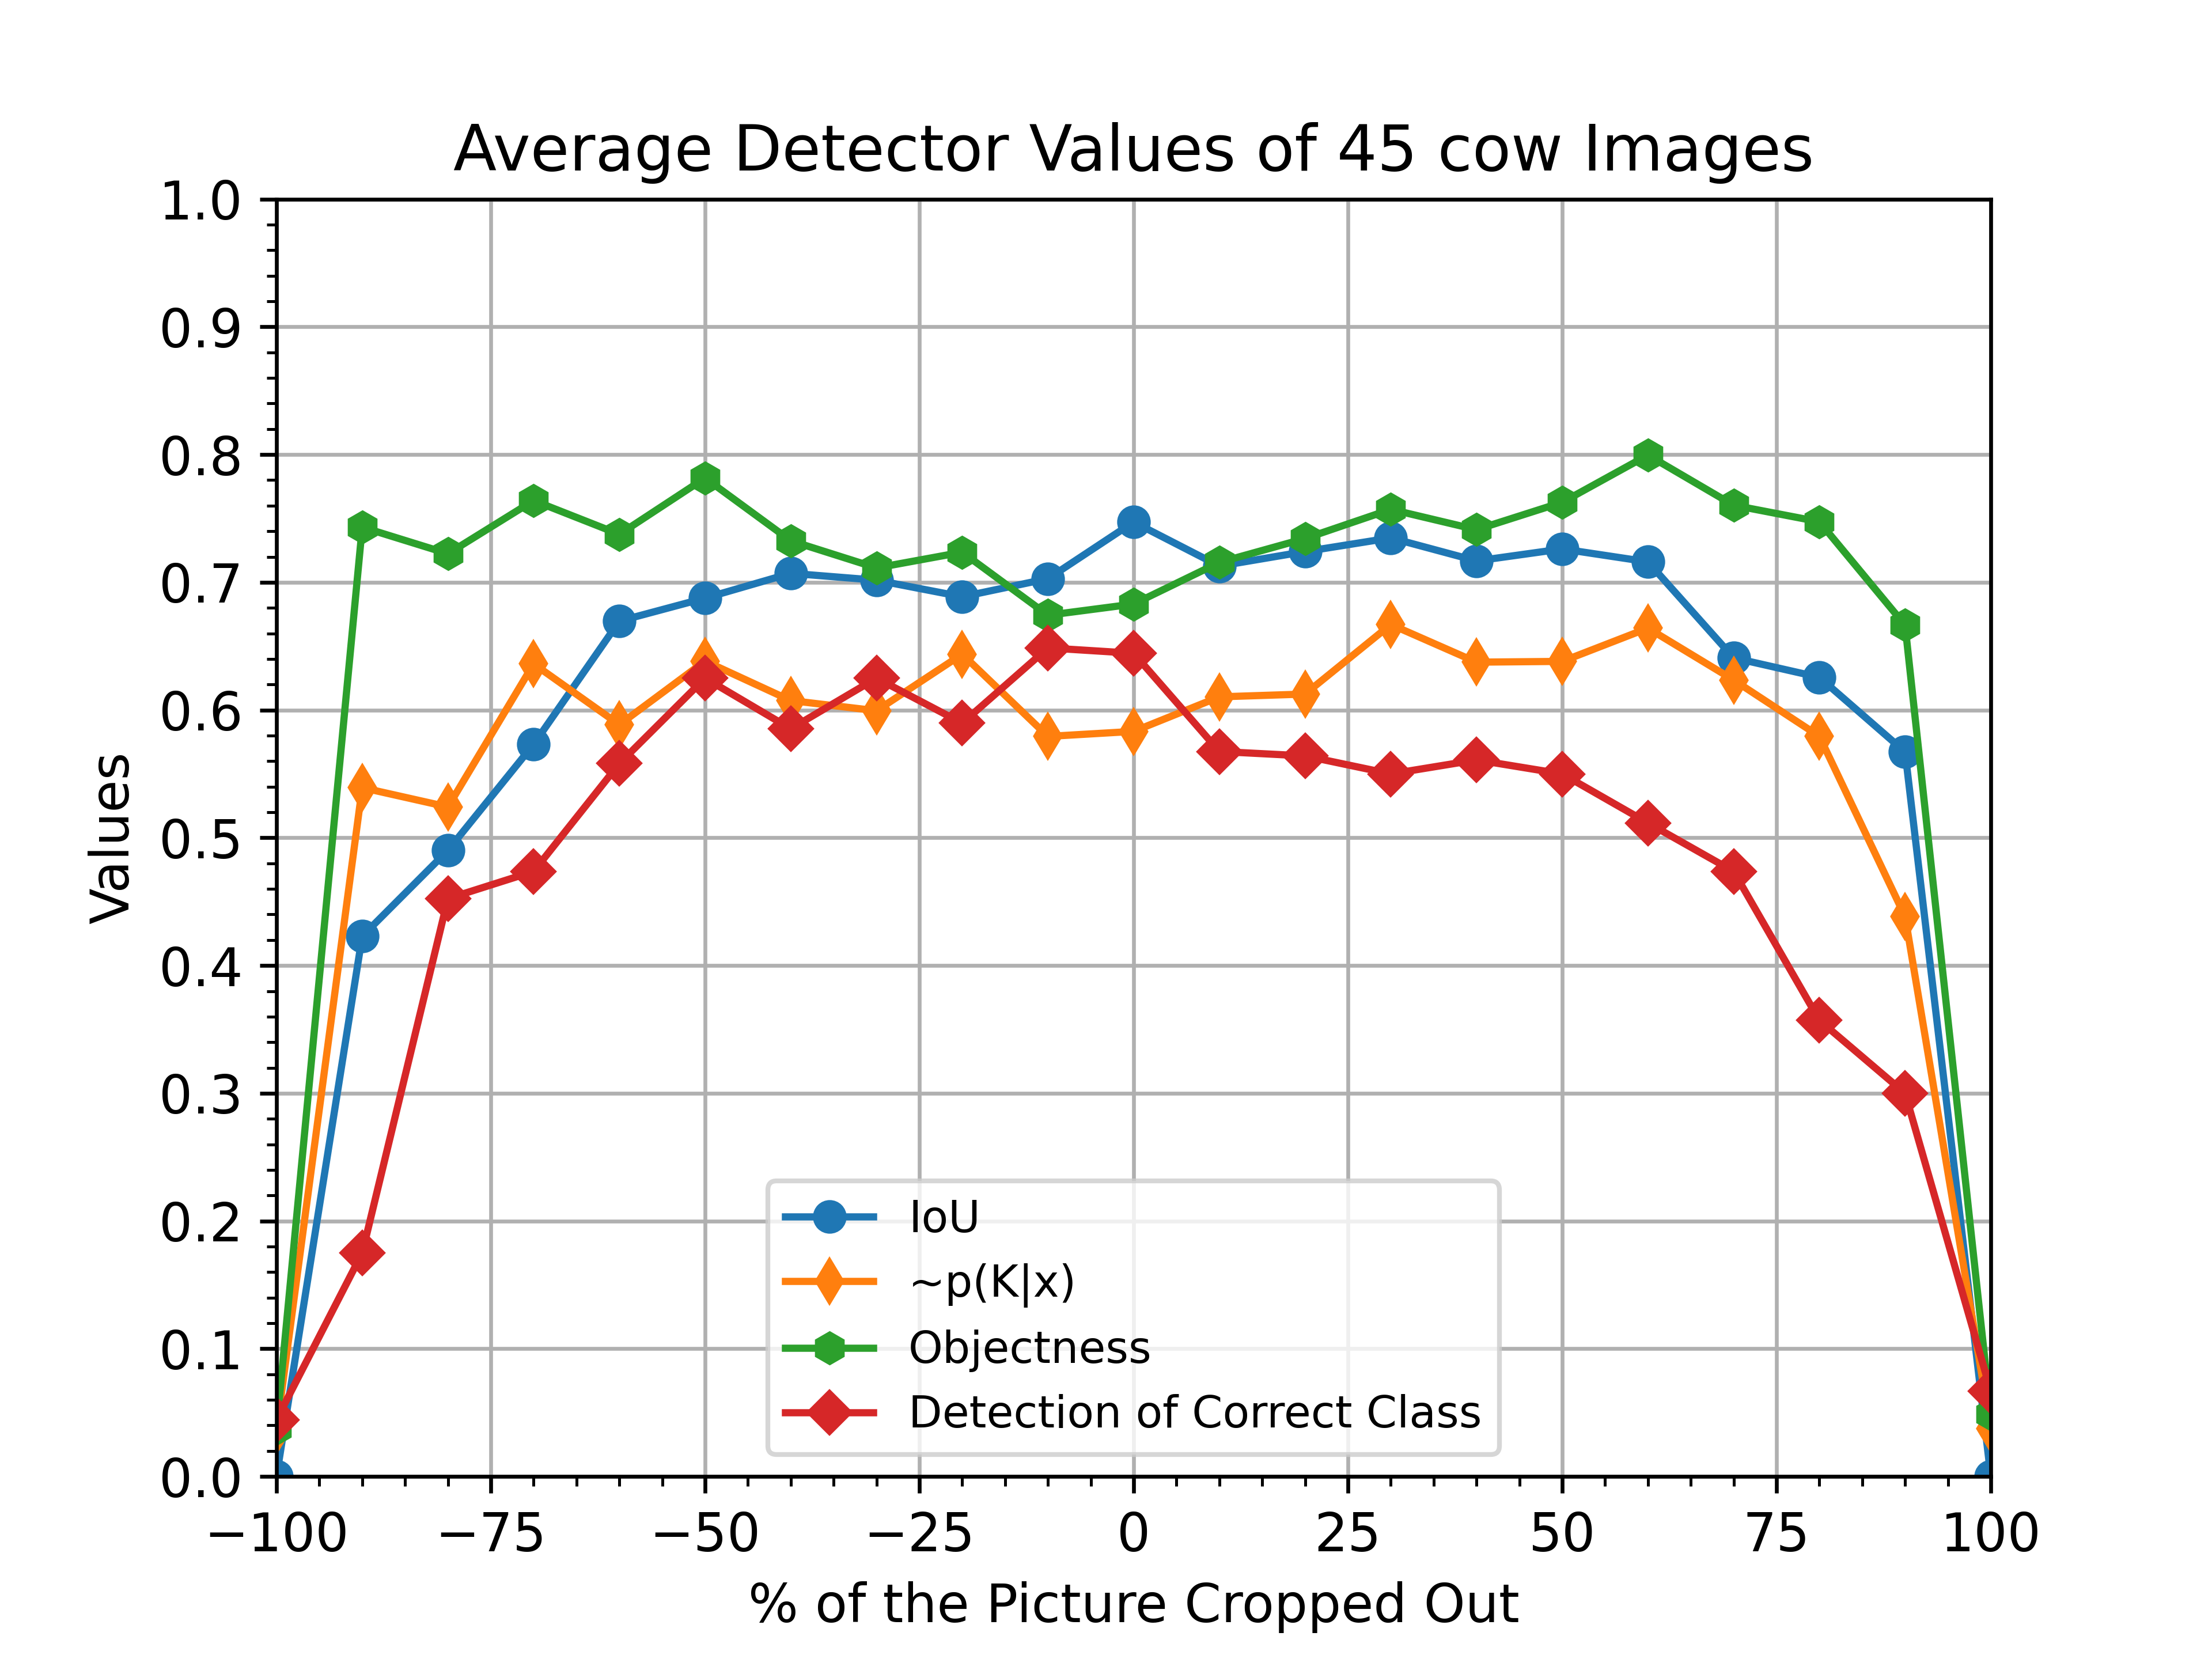 Average Detector Values of 45 cow Images
1.0
0.9
0.8
0.7
0.6
0.5
0.4
0.3
0.2
0.1
0.0
Values
IoU
~p(K|x)
Objectness
Detection of Correct Class
−100 −75 −50 −25 0 25 50 75 100
% of the Picture Cropped Out